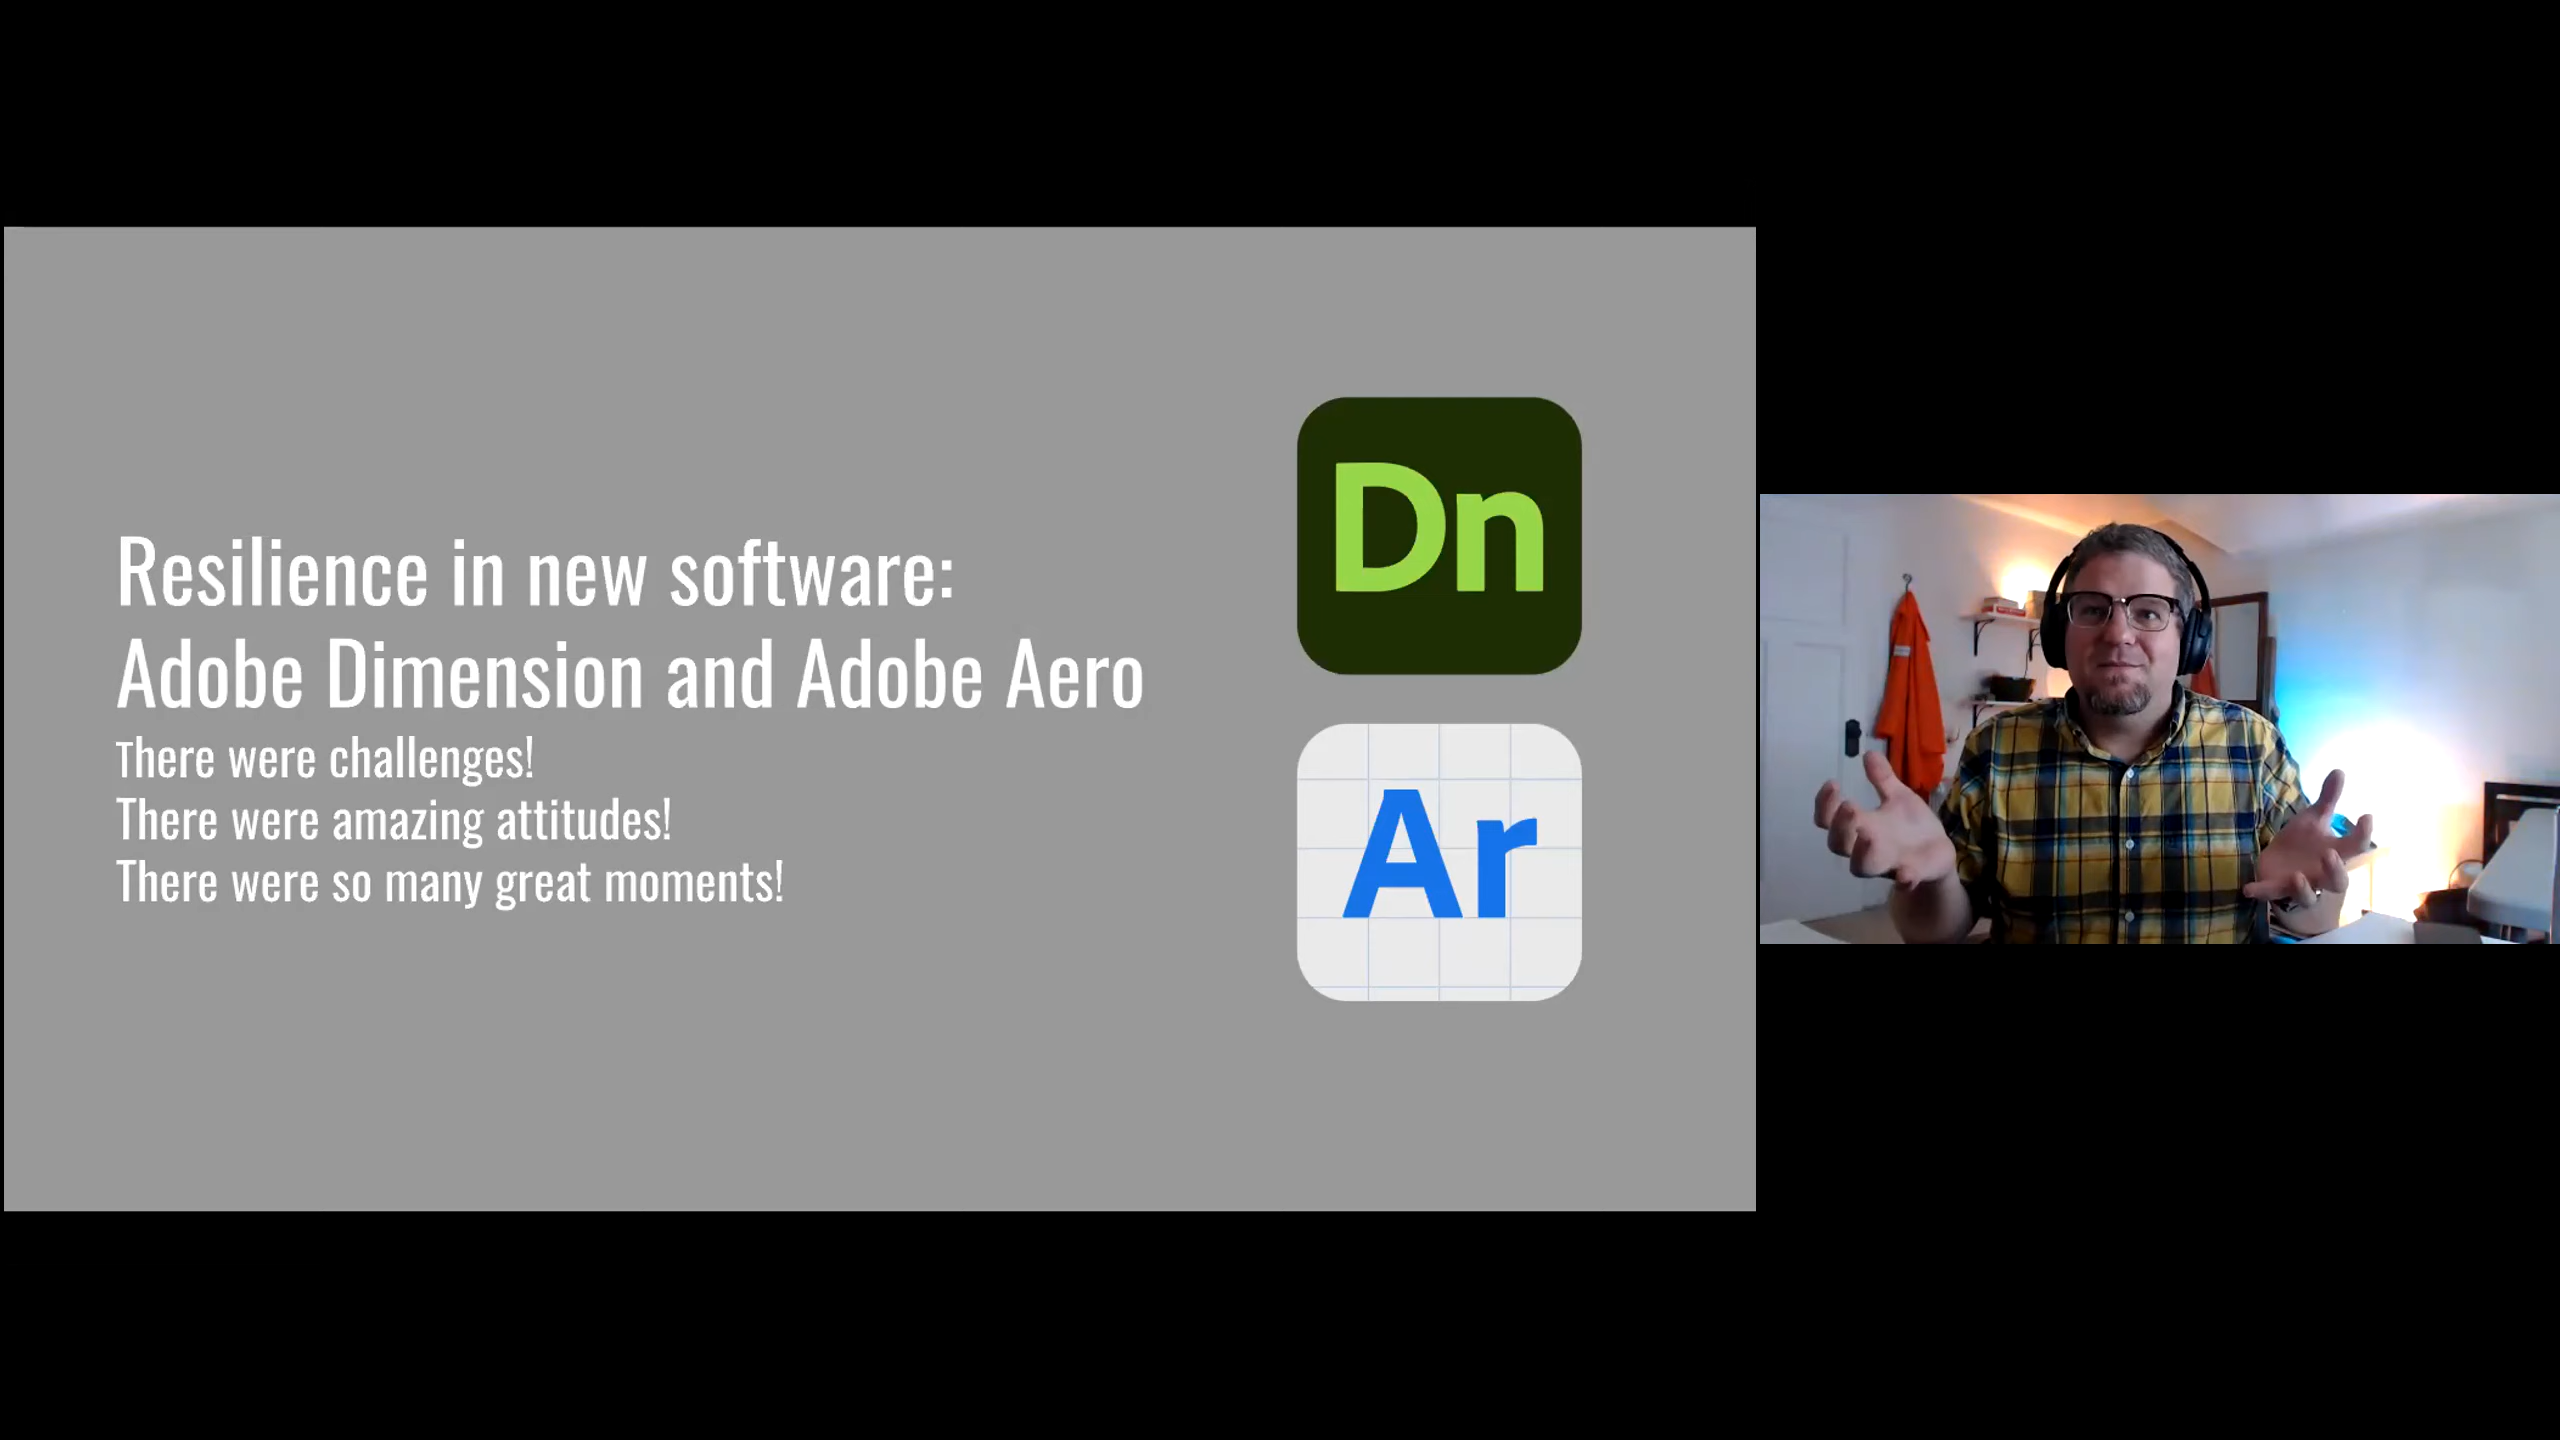 Resilience in new software:
Adobe Dimension and Adobe Aero
There were challenges!
There were amazing attitudes!
There were so many great moments!
Dn
Ar